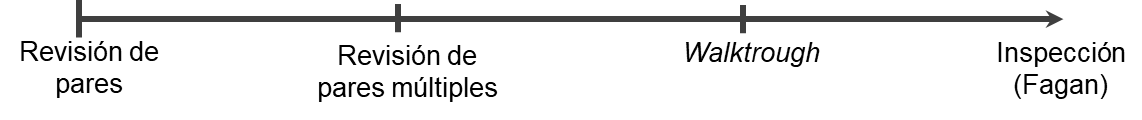 Revisión de
pares
Revisión de
pares múltiples
Walktrough
Inspección
(Fagan)